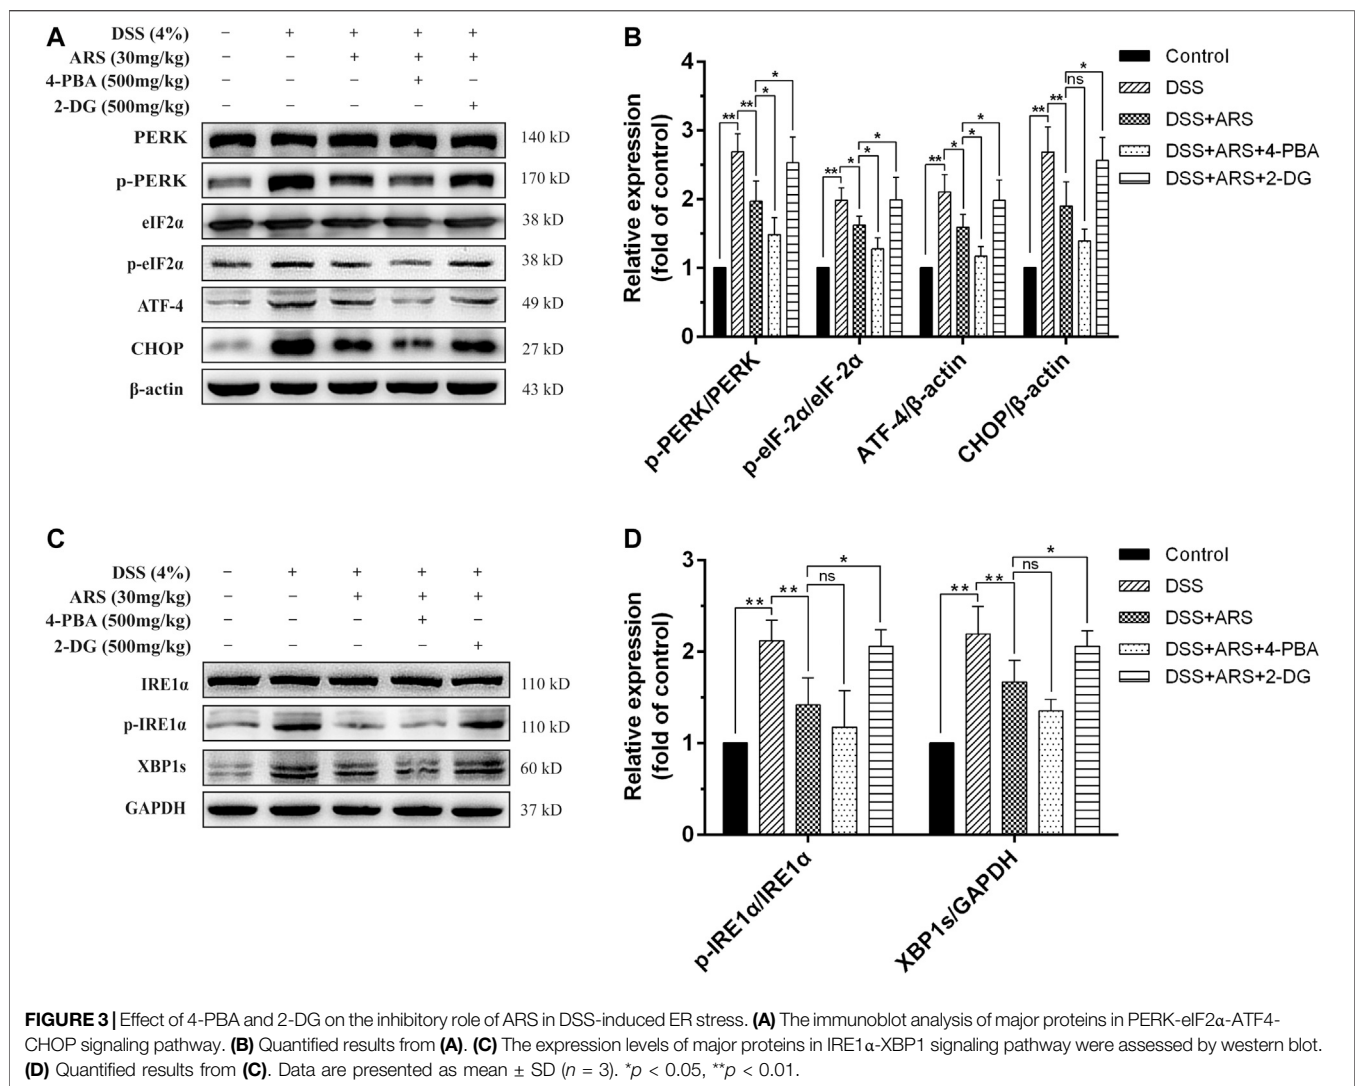 A
DSS (4%) − + + + +
ARS (30mg/kg) − − + + +
4-PBA (500mg/kg) − − − + −
2-DG (500mg/kg) − − − − +
PERK 140 kD
p-PERK 170 kD
eIF2α 38 kD
p-eIF2α 38 kD
ATF-4 49 kD
CHOP 27 kD
β-actin 43 kD
B
Relative expression
(fold of control)
4
3
2
1
0
** ** * *
** * * *
** * * *
** ** ns *
p-PERK/PERK
p-eIF-2α/eIF-2α
ATF-4/β-actin
CHOP/β-actin
Control
DSS
DSS+ARS
DSS+ARS+4-PBA
DSS+ARS+2-DG
C
DSS (4%) − + + + +
ARS (30mg/kg) − − + + +
4-PBA (500mg/kg) − − − + −
2-DG (500mg/kg) − − − − +
IRE1α 110 kD
p-IRE1α 110 kD
XBP1s 60 kD
GAPDH 37 kD
D
Relative expression
(fold of control)
3
2
1
0
** ** ns *
** ** ns *
p-IRE1α/IRE1α
XBP1s/GAPDH
Control
DSS
DSS+ARS
DSS+ARS+4-PBA
DSS+ARS+2-DG
FIGURE 3 | Effect of 4-PBA and 2-DG on the inhibitory role of ARS in DSS-induced ER stress. (A) The immunoblot analysis of major proteins in PERK-eIF2α-ATF4-
CHOP signaling pathway. (B) Quantified results from (A). (C) The expression levels of major proteins in IRE1α-XBP1 signaling pathway were assessed by western blot.
(D) Quantified results from (C). Data are presented as mean ± SD (n = 3). *p < 0.05, **p < 0.01.